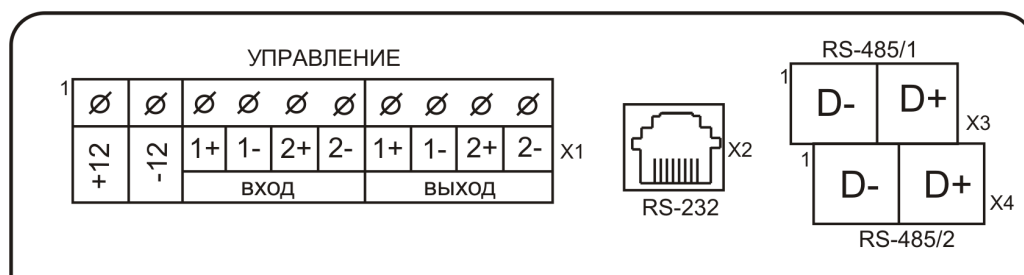 УПРАВЛЕНИЕ
1
+12 -12 1+ 1- 2+ 2- 1+ 1- 2+ 2- X1
ВХОД ВЫХОД
X2
RS-232
RS-485/1
1
D- D+ X3
1
D- D+ X4
RS-485/2